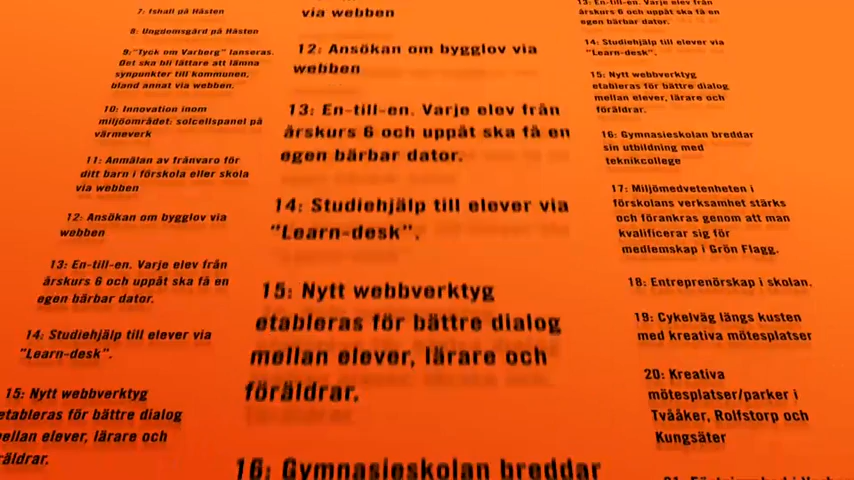 7: Ishall på Håsten
8: Ungdomsgård på Håsten
9:"Tyck om Varberg" lanseras.
Det ska bli lättare att lämna
synpunkter till kommunen,
bland annat via webben.
10: Innovation inom
miljöområdet: solcellspanel på
värmeverk
11: Anmälan av frånvaro för
ditt barn i förskola eller skola
via webben
12: Ansökan om bygglov via
webben
13: En-till-en. Varje elev från
årskurs 6 och uppåt ska få en
egen bärbar dator.
14: Studiehjälp till elever via
"Learn-desk".
15: Nytt webbverktyg
etableras för bättre dialog
mellan elever, lärare och
föräldrar.
via webben
12: Ansökan om bygglov via
webben
13: En-till-en. Varje elev från
årskurs 6 och uppåt ska få en
egen bärbar dator.
14: Studiehjälp till elever via
"Learn-desk".
15: Nytt webbverktyg
etableras för bättre dialog
mellan elever, lärare och
föräldrar.
16: Gymnasieskolan breddar
13: En-till-en. Varje elev från
årskurs 6 och uppåt ska få en
egen bärbar dator.
14: Studiehjälp till elever via
"Learn-desk".
15: Nytt webbverktyg
etableras för bättre dialog
mellan elever, lärare och
föräldrar.
16: Gymnasieskolan breddar
sin utbildning med
teknikcollege
17: Miljömedvetenheten i
förskolans verksamhet stärks
och förankras genom att man
kvalificerar sig för
medlemskap i Grön Flagg.
18: Entreprenörskap i skolan.
19: Cykelväg längs kusten
med kreativa mötesplatser
20: Kreativa
mötesplatser/parker i
Tvååker, Rolfstorp och
Kungsäter